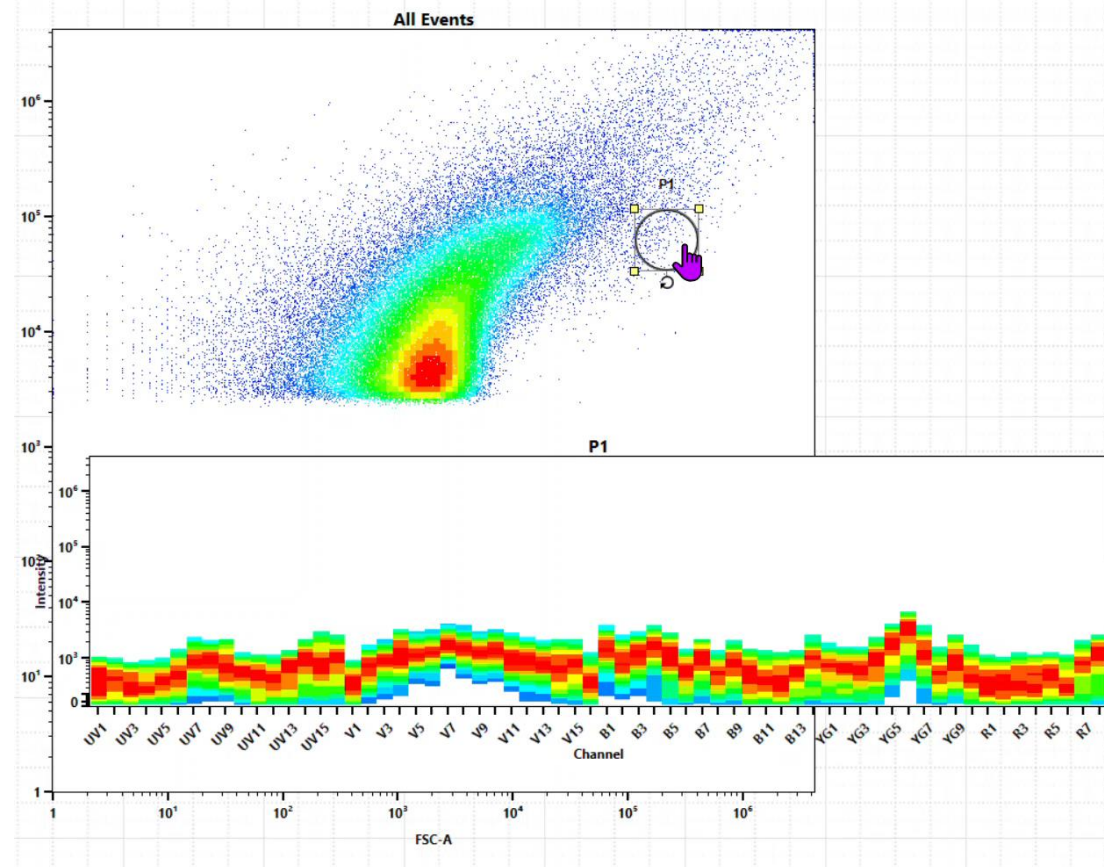 All Events
10⁶
10⁵
10⁴
10³
10²
10¹
1
P1
P1
Intensity
10⁶
10⁵
10⁴
10³
0
UV1 UV3 UV5 UV7 UV9 UV11 UV13 UV15 V1 V3 V5 V7 V9 V11 V13 V15 B1 B3 B5 B7 B9 B11 B13 YG1 YG3 YG5 YG7 YG9 R1 R3 R5 R7
Channel
1 10¹ 10² 10³ 10⁴ 10⁵ 10⁶
FSC-A